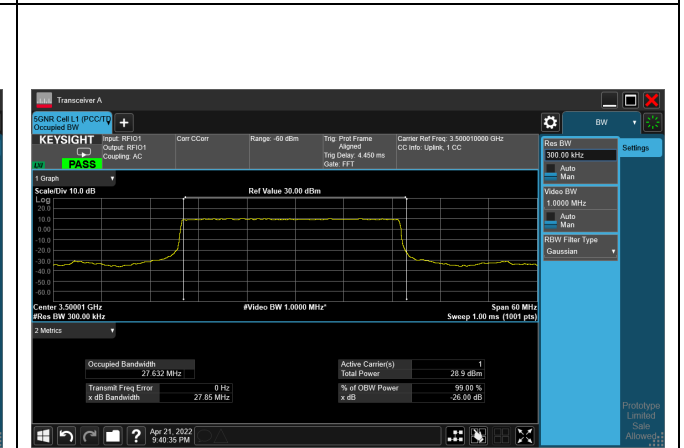 Transceiver A
5GNR Cell L1 (PCC/TD
Occupied BW
BW
KEYSIGHT
Input: RFIO1
Output: RFIO1
Coupling: AC
Corr CCorr
Range: -60 dBm
Trig: Prot Frame
Aligned
Trig Delay: 4.450 ms
Gate: FFT
Carrier Ref Freq: 3.500010000 GHz
CC Info: Uplink, 1 CC
LXI
PASS
Res BW
300.00 kHz
Auto
Man
Settings
Video BW
1.0000 MHz
Auto
Man
RBW Filter Type
Gaussian
1 Graph
Scale/Div 10.0 dB
Ref Value 30.00 dBm
Log
20.0
10.0
0.00
-10.0
-20.0
-30.0
-40.0
-50.0
-60.0
Center 3.50001 GHz
#Video BW 1.0000 MHz*
Span 60 MHz
#Res BW 300.00 kHz
Sweep 1.00 ms (1001 pts)
2 Metrics
Occupied Bandwidth
27.632 MHz
Active Carrier(s) 1
Total Power 28.9 dBm
Transmit Freq Error 0 Hz
x dB Bandwidth 27.85 MHz
% of OBW Power 99.00 %
x dB -26.00 dB
Prototype
Limited
Sale
Allowed
Apr 21, 2022
9:40:35 PM